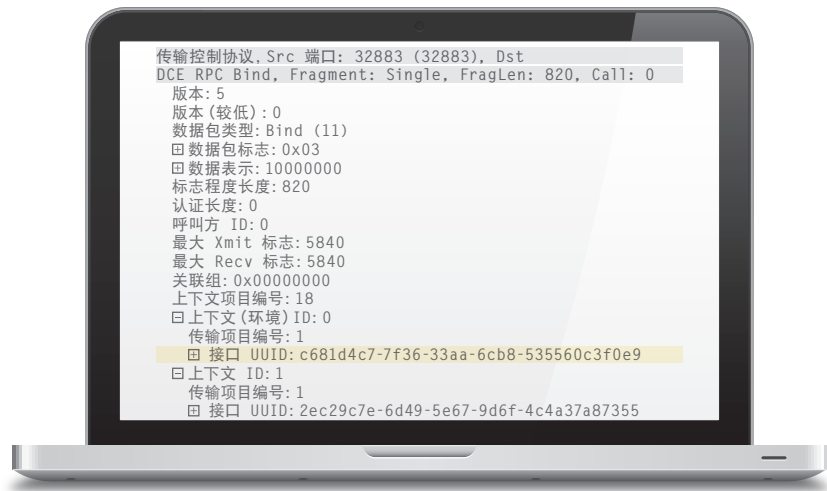 传输控制协议, Src 端口: 32883 (32883), Dst
DCE RPC Bind, Fragment: Single, FragLen: 820, Call: 0
版本: 5
版本(较低): 0
数据包类型: Bind (11)
数据包标志: 0x03
数据表示: 10000000
标志程度长度: 820
认证长度: 0
呼叫方 ID: 0
最大 Xmit 标志: 5840
最大 Recv 标志: 5840
关联组: 0x00000000
上下文项目编号: 18
上下文(环境)ID: 0
传输项目编号: 1
接口 UUID: c681d4c7-7f36-33aa-6cb8-535560c3f0e9
上下文 ID: 1
传输项目编号: 1
接口 UUID: 2ec29c7e-6d49-5e67-9d6f-4c4a37a87355